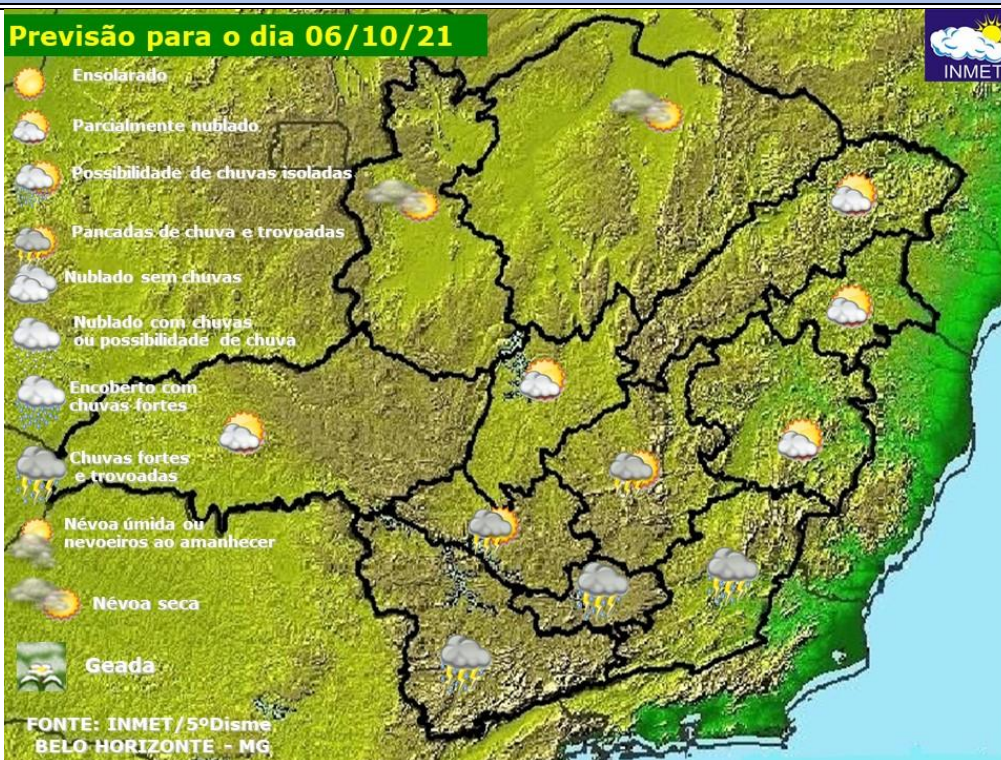 Previsão para o dia 06/10/21
INMET
Ensolarado
Parcialmente nublado
Possibilidade de chuvas isoladas
Pancadas de chuva e trovoadas
Nublado sem chuvas
Nublado com chuvas
ou possibilidade de chuva
Encoberto com
chuvas fortes
Chuvas fortes
e trovoadas
Névoa úmida ou
nevoeiros ao amanhecer
Névoa seca
Geada
FONTE: INMET/5ºDisme
BELO HORIZONTE - MG